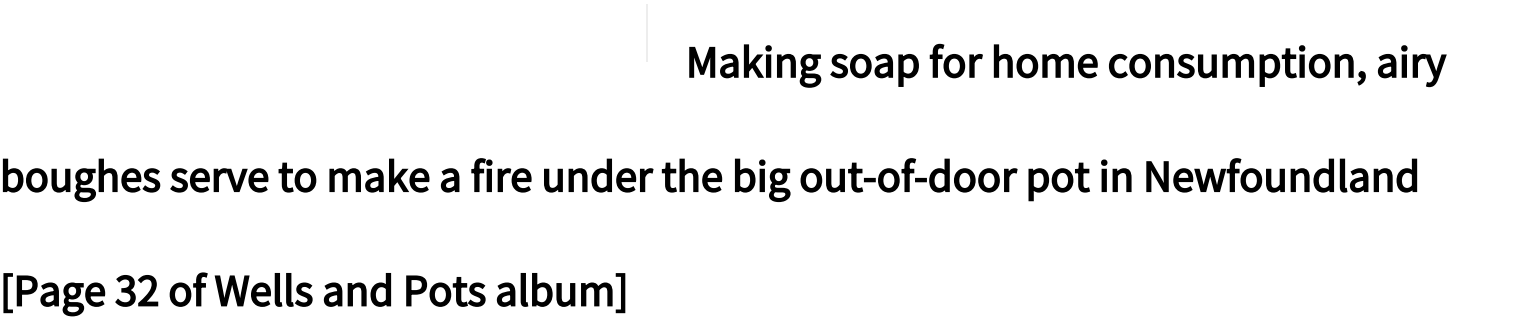 Making soap for home consumption, airy
boughes serve to make a fire under the big out-of-door pot in Newfoundland
[Page 32 of Wells and Pots album]